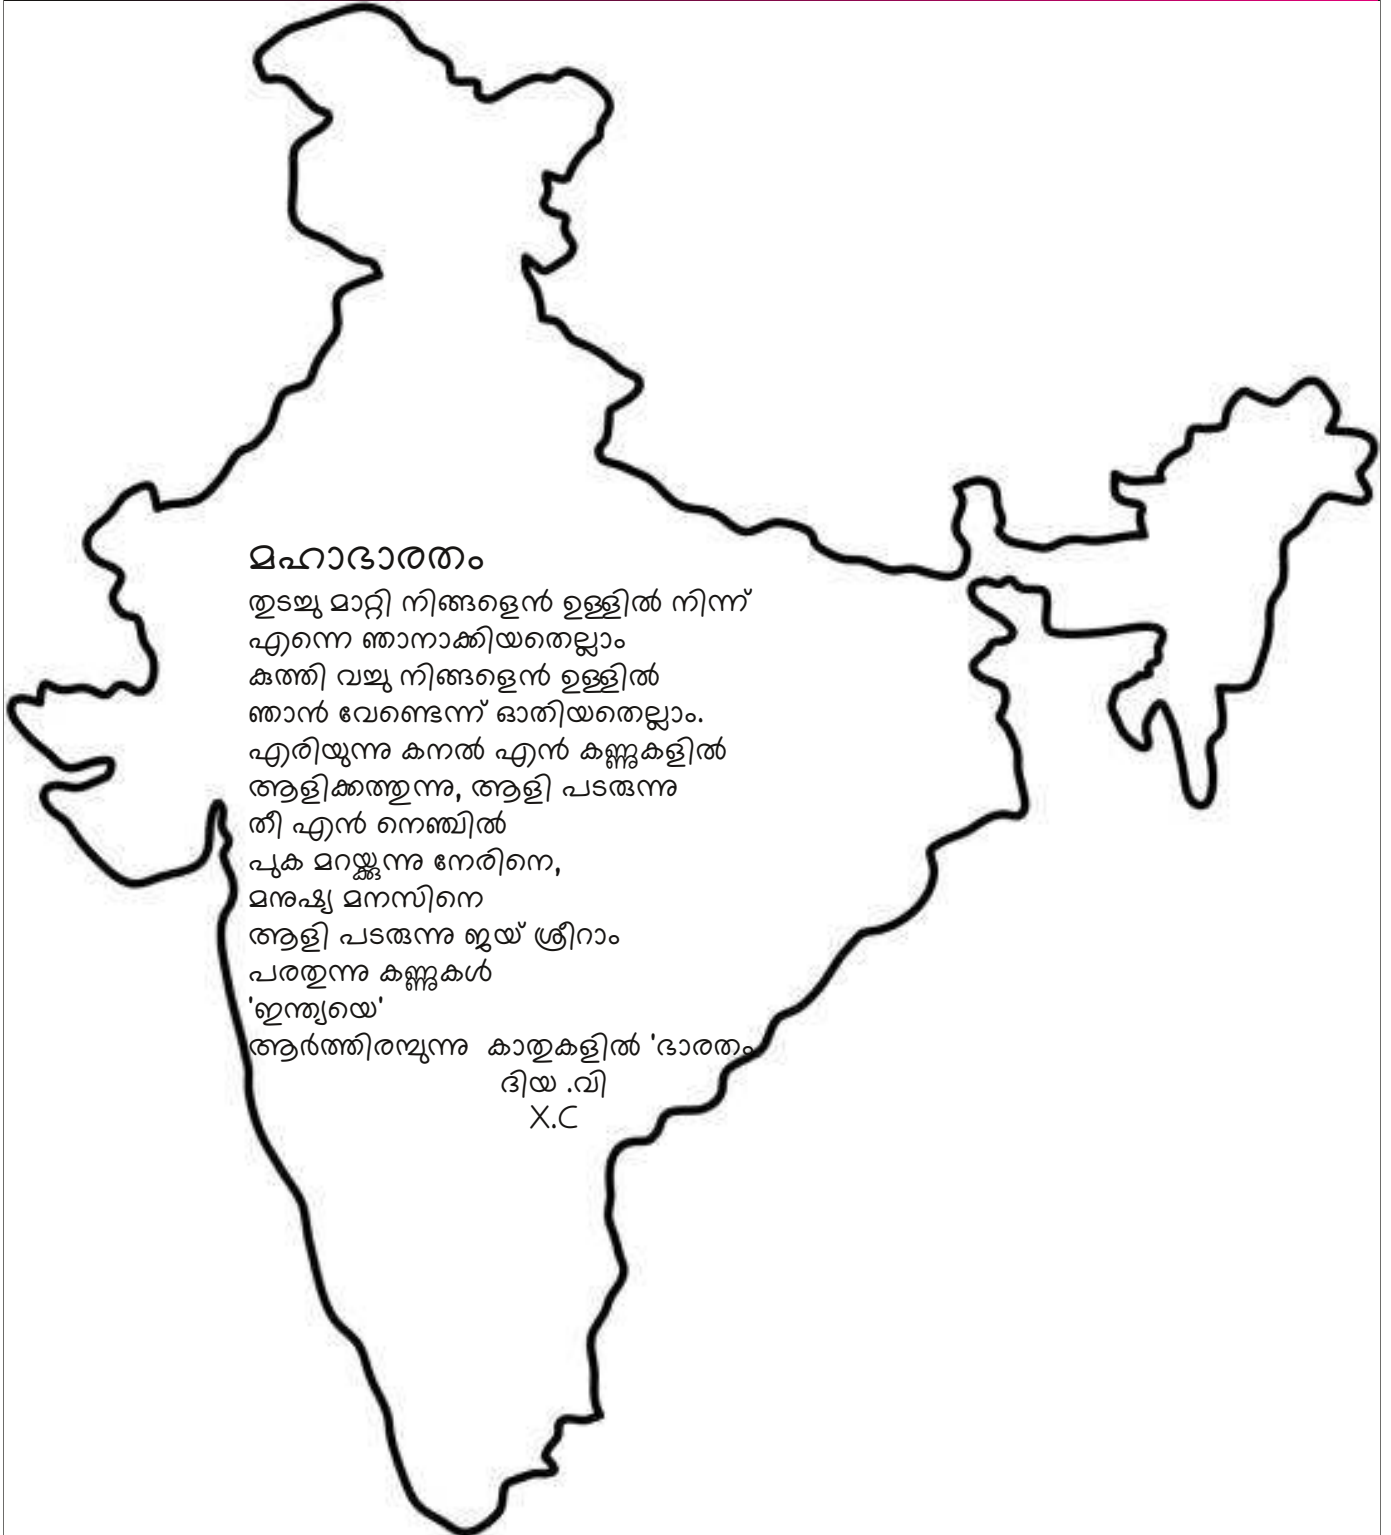 മഹാഭാരതം
തുടച്ചു മാറ്റി നിങ്ങളെൻ ഉള്ളിൽ നിന്ന്
എന്നെ ഞാനാക്കിയതെല്ലാം
കുത്തി വച്ചു നിങ്ങളെൻ ഉള്ളിൽ
ഞാൻ വേണ്ടെന്ന് ഓതിയതെല്ലാം.
എരിയുന്നു കനൽ എൻ കണ്ണുകളിൽ
ആളിക്കത്തുന്നു, ആളി പടരുന്നു
തീ എൻ നെഞ്ചിൽ
പുക മറയ്ക്കുന്നു നേരിനെ,
മനുഷ്യ മനസിനെ
ആളി പടരുന്നു ജയ് ശ്രീറാം
പരതുന്നു കണ്ണുകൾ
'ഇന്ത്യയെ'
ആർത്തിരമ്പുന്നു കാതുകളിൽ 'ഭാരതം
ദിയ .വി
X.C